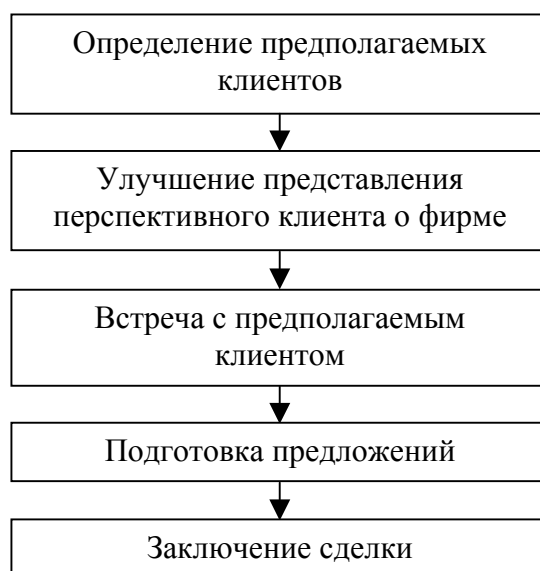 Определение предполагаемых
клиентов
Улучшение представления
перспективного клиента о фирме
Встреча с предполагаемым
клиентом
Подготовка предложений
Заключение сделки